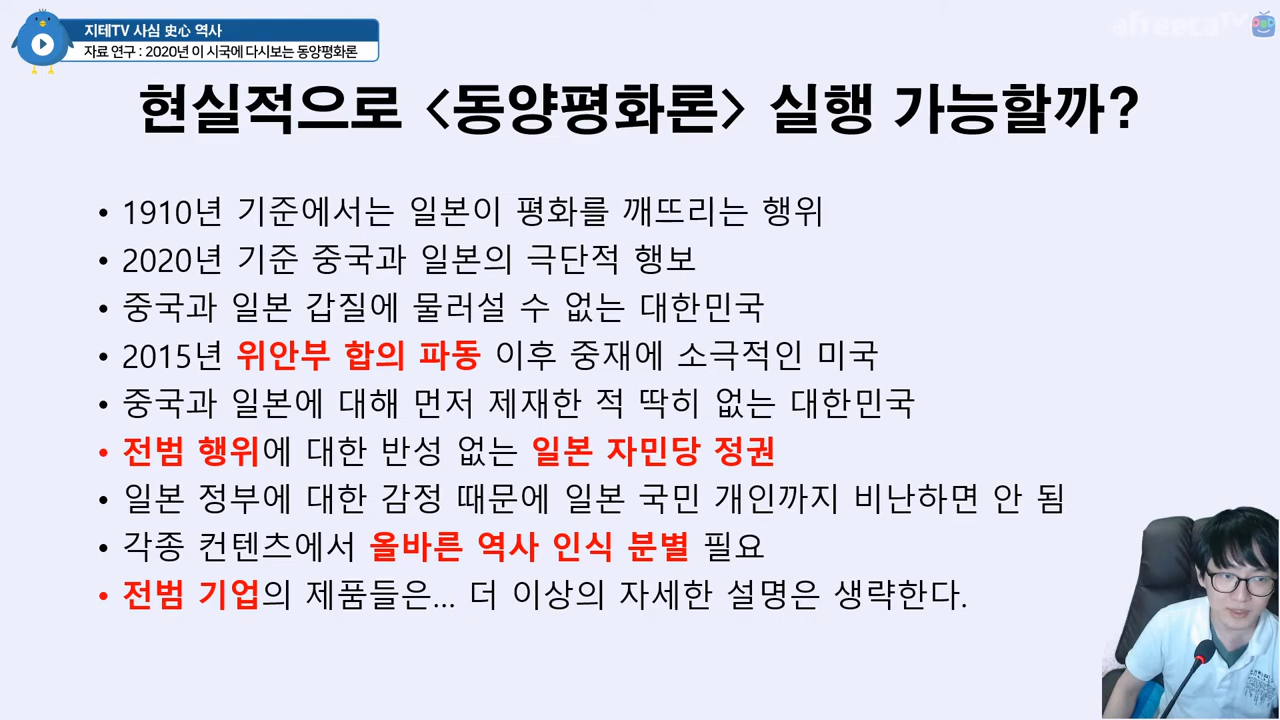 지테TV 사심 史心 역사
자료 연구 : 2020년 이 시국에 다시보는 동양평화론
afreecaTV
현실적으로 <동양평화론> 실행 가능할까?
• 1910년 기준에서는 일본이 평화를 깨뜨리는 행위
• 2020년 기준 중국과 일본의 극단적 행보
• 중국과 일본 갑질에 물러설 수 없는 대한민국
• 2015년 위안부 합의 파동 이후 중재에 소극적인 미국
• 중국과 일본에 대해 먼저 제재한 적 딱히 없는 대한민국
• 전범 행위에 대한 반성 없는 일본 자민당 정권
• 일본 정부에 대한 감정 때문에 일본 국민 개인까지 비난하면 안 됨
• 각종 컨텐츠에서 올바른 역사 인식 분별 필요
• 전범 기업의 제품들은... 더 이상의 자세한 설명은 생략한다.